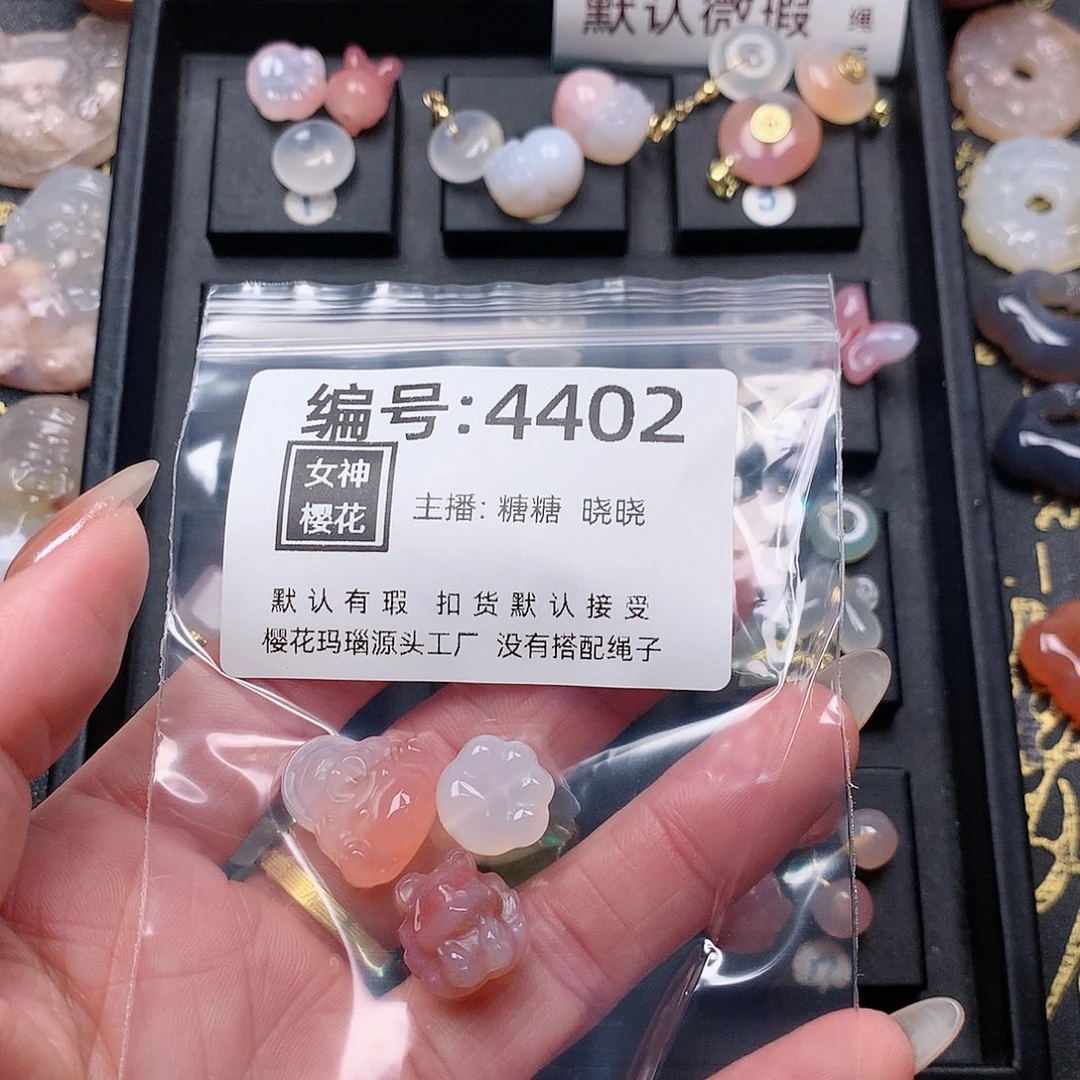 默认微瑕
绳
编号:4402
女神
樱花
主播: 糖糖 晓晓
默认有瑕 扣货默认接受
樱花玛瑙源头工厂 没有搭配绳子